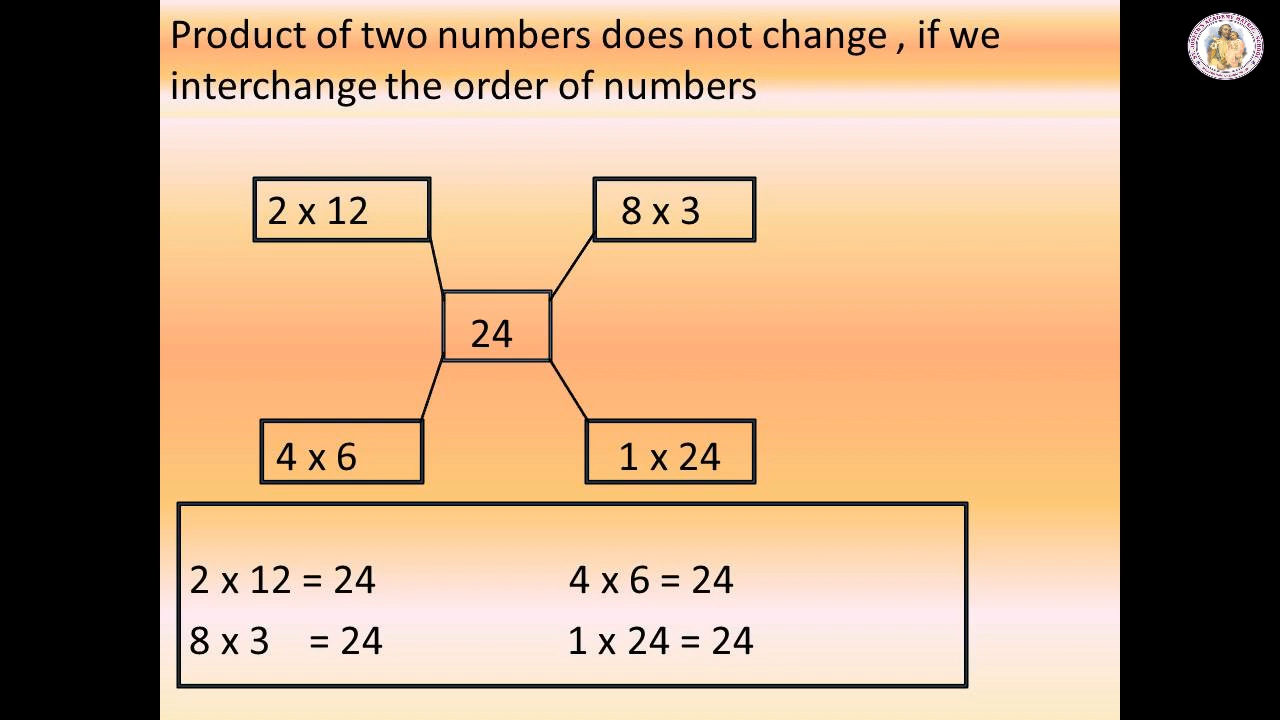 Product of two numbers does not change , if we
interchange the order of numbers
2 x 12
8 x 3
24
4 x 6
1 x 24
2 x 12 = 24
4 x 6 = 24
8 x 3 = 24
1 x 24 = 24